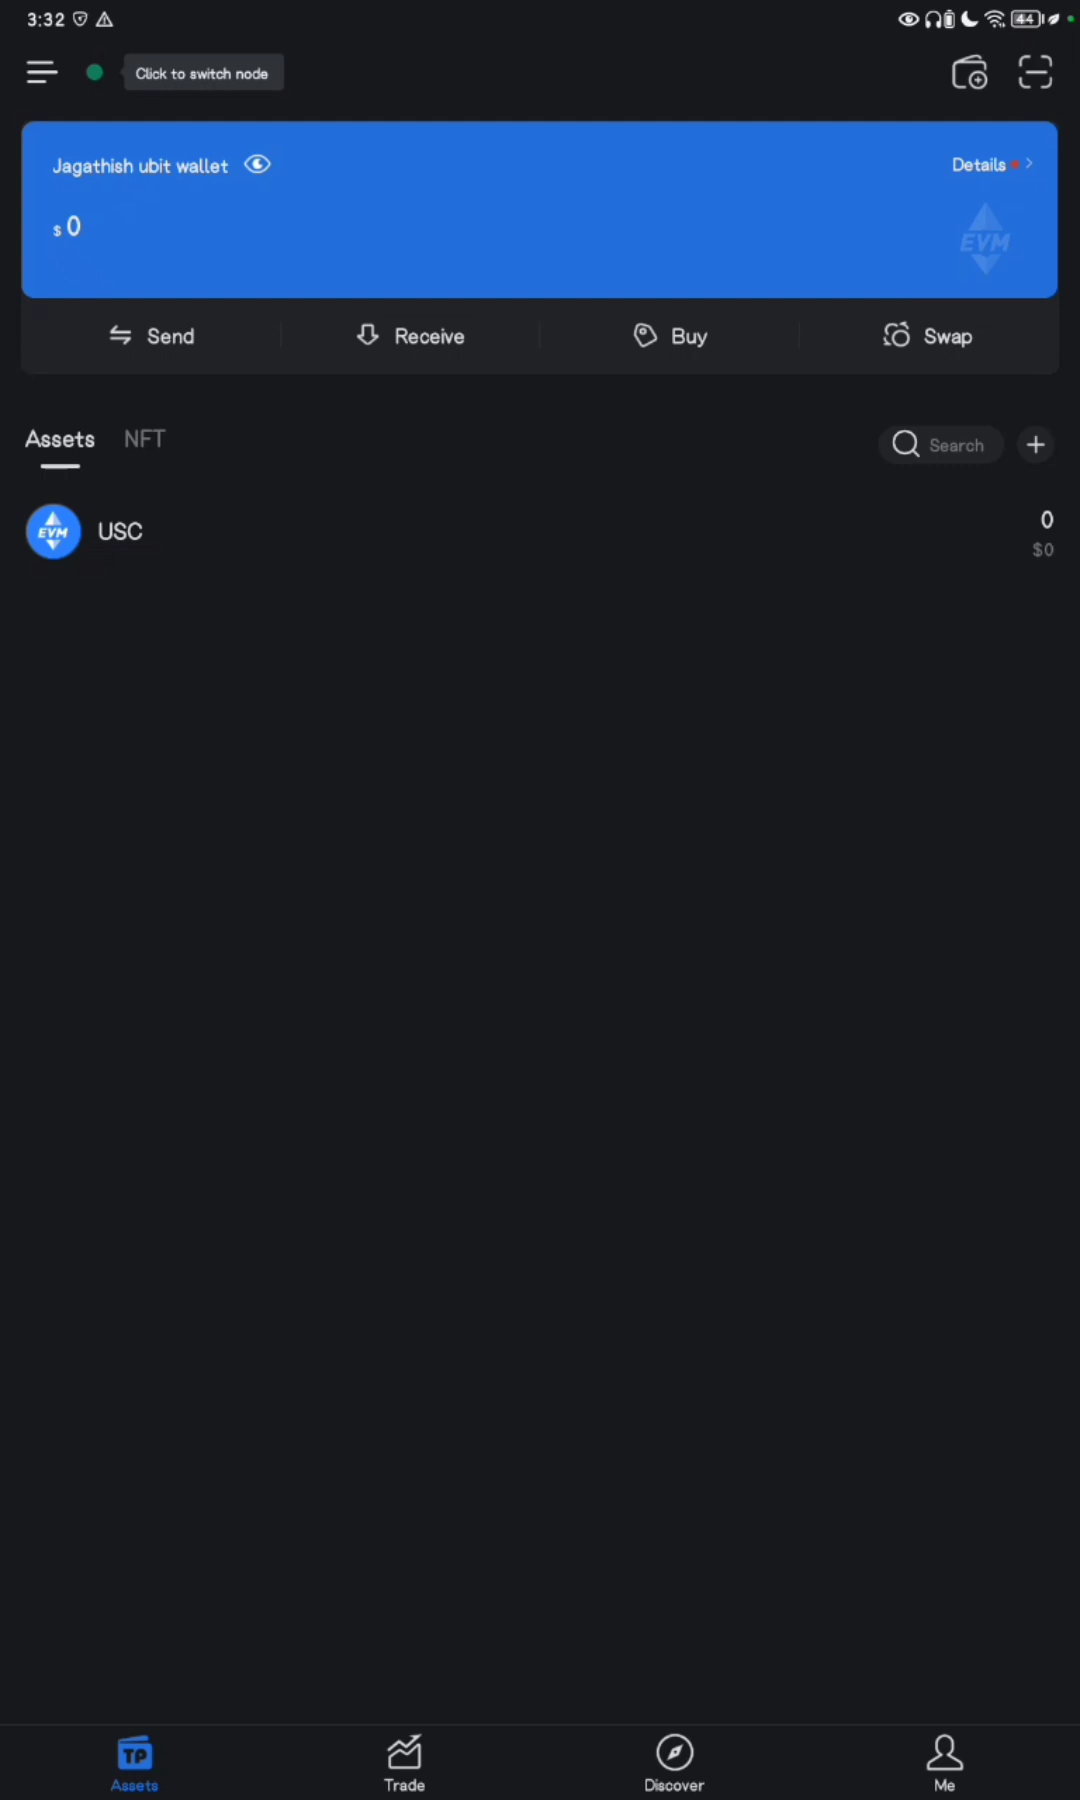 3:32
44
Click to switch node
Jagathish ubit wallet
Details
$ 0
EVM
Send
Receive
Buy
Swap
Assets
NFT
Search
EVM
USC
0
$0
TP
Assets
Trade
Discover
Me